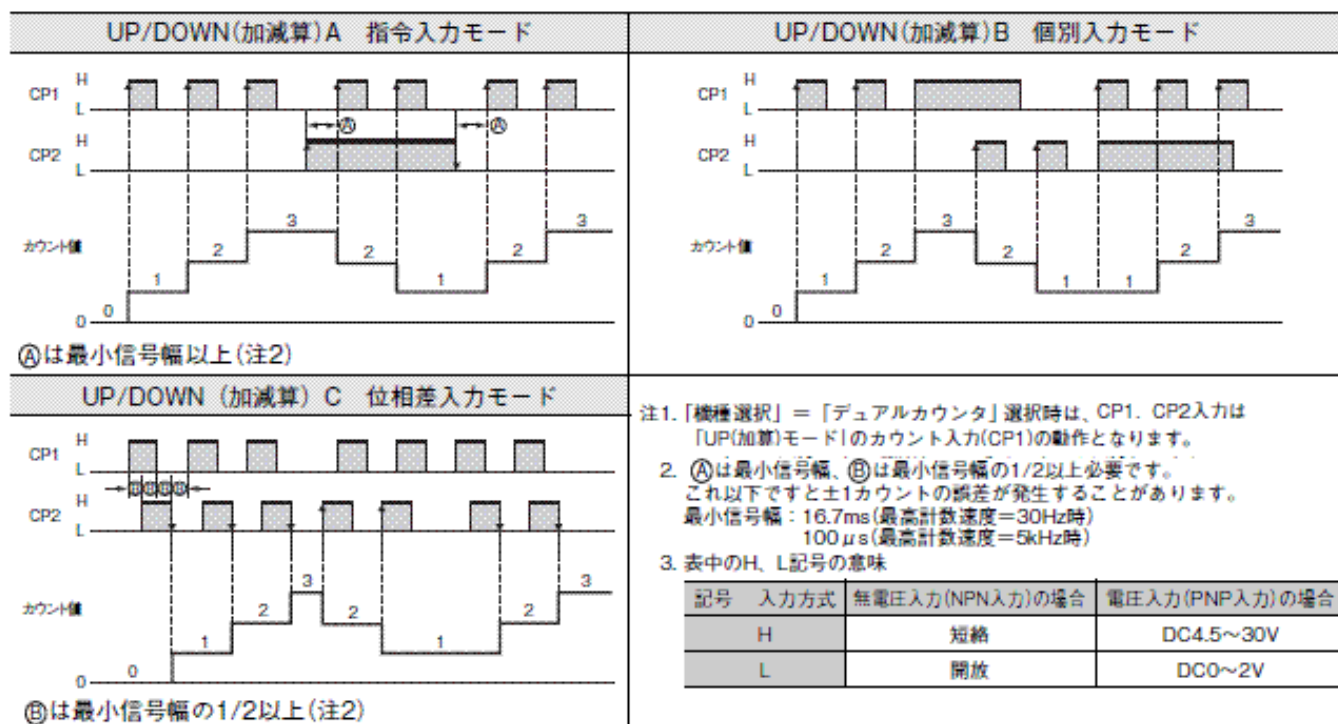 UP/DOWN(加減算)A 指令入力モード
CP1 H
L
Ⓐ Ⓐ
CP2 H
L
カウント値
0 1 2 3 2 1 2 3
0
Ⓐは最小信号幅以上(注2)
UP/DOWN(加減算)B 個別入力モード
CP1 H
L
CP2 H
L
カウント値
0 1 2 3 2 1 1 2 3
0
UP/DOWN (加減算) C 位相差入力モード
CP1 H
L
ⒷⒷⒷⒷ
CP2 H
L
カウント値
0 1 2 3 2 1 2 3
0
Ⓑは最小信号幅の1/2以上(注2)
注1.「機種選択」=「デュアルカウンタ」選択時は、CP1. CP2入力は
「UP(加算)モード」のカウント入力(CP1)の動作となります。
2. Ⓐは最小信号幅、Ⓑは最小信号幅の1/2以上必要です。
これ以下ですと±1カウントの誤差が発生することがあります。
最小信号幅:16.7ms(最高計数速度=30Hz時)
100μs(最高計数速度=5kHz時)
3. 表中のH、L記号の意味
記号 入力方式 無電圧入力(NPN入力)の場合 電圧入力(PNP入力)の場合
H 短絡 DC4.5~30V
L 開放 DC0~2V